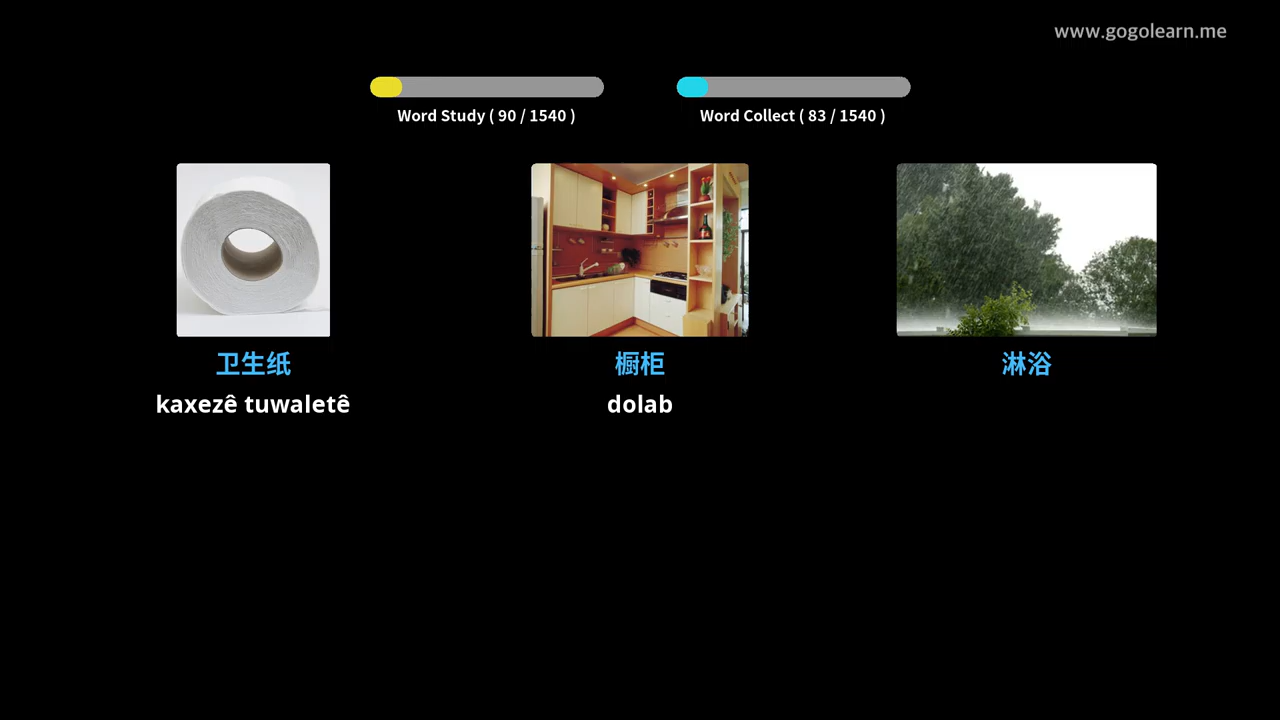 www.gogolearn.me
Word Study ( 90 / 1540 )
Word Collect ( 83 / 1540 )
卫生纸
橱柜
淋浴
kaxezê tuwaletê
dolab